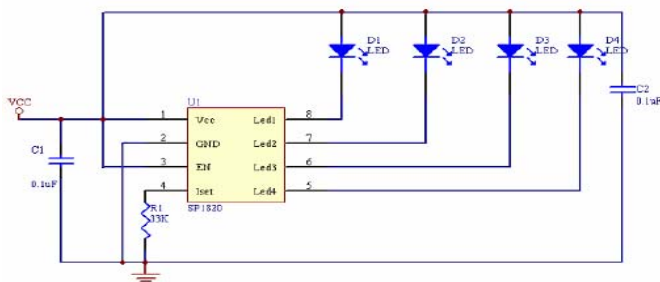 D1
LED
D2
LED
D3
LED
D4
LED
VCC
C1
0.1uF
U1
1 Vcc Led1 8
2 GND Led2 7
3 EN Led3 6
4 Iset Led4 5
SP1820
R1
33K
C2
0.1uF